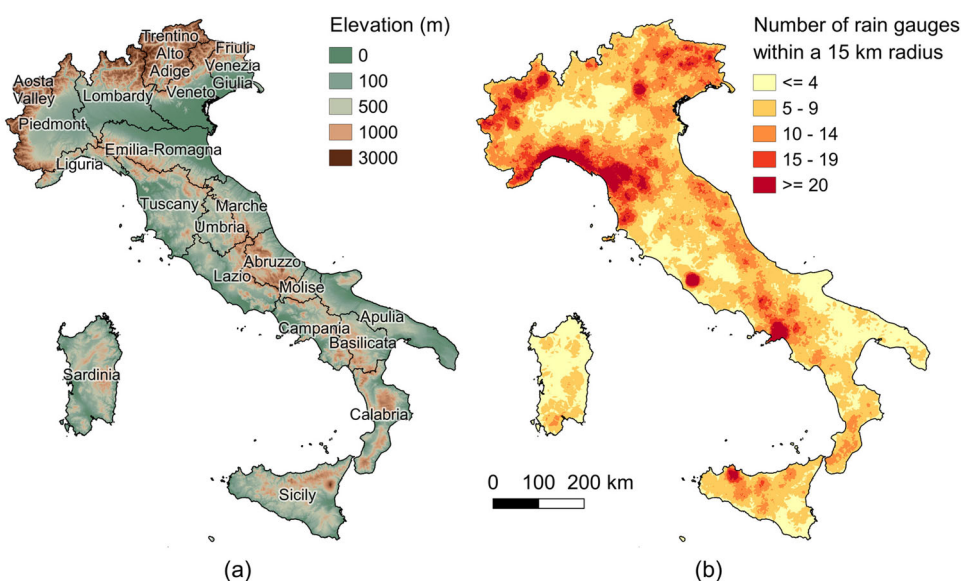 Elevation (m)
0
100
500
1000
3000
Trentino
Alto
Adige
Friuli
Venezia
Giulia
Aosta
Valley
Lombardy
Veneto
Piedmont
Emilia-Romagna
Liguria
Tuscany
Marche
Umbria
Abruzzo
Lazio
Molise
Apulia
Campania
Basilicata
Sardinia
Calabria
Sicily
(a)
Number of rain gauges
within a 15 km radius
<= 4
5 - 9
10 - 14
15 - 19
>= 20
0 100 200 km
(b)